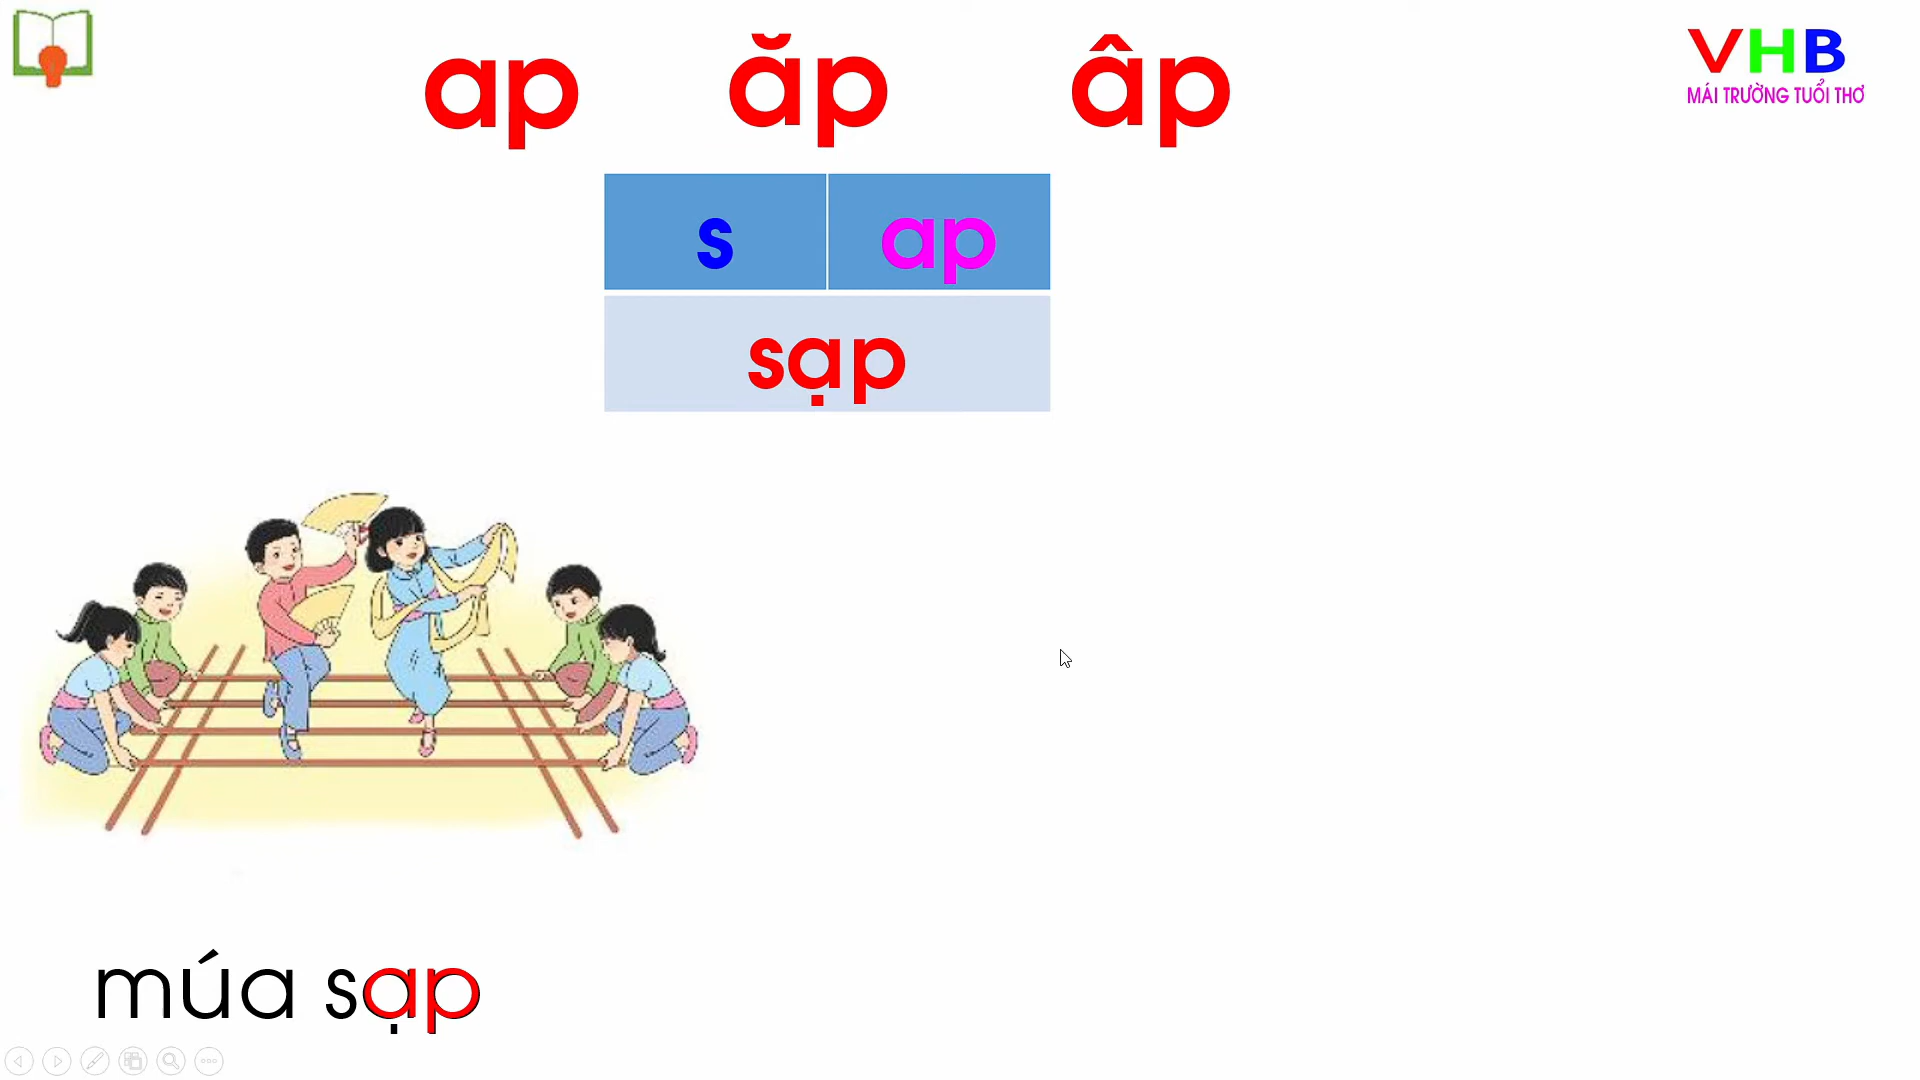 ap ăp âp
VHB
MÁI TRƯỜNG TUỔI THƠ
s ap
sạp
múa sạp